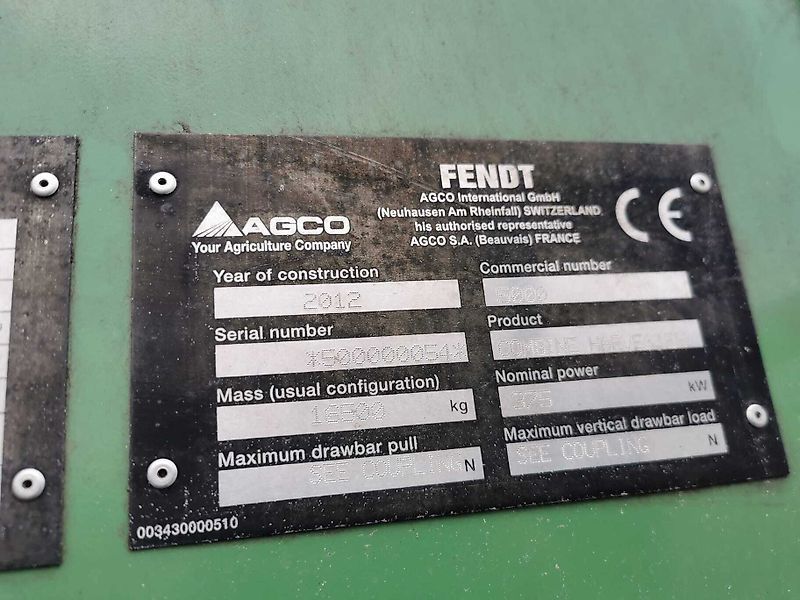 FENDT
AGCO International GmbH
(Neuhausen Am Rheinfall) SWITZERLAND,
his authorised representative
AGCO S.A. (Beauvais) FRANCE
CE
AGCO
Your Agriculture Company
Year of construction
2012
Commercial number
Serial number
*500000054*
Product
COMBINE HARVESTER
Mass (usual configuration)
kg
Nominal power
kW
Maximum drawbar pull
SEE COUPLING N
Maximum vertical drawbar load
SEE COUPLING N
003430000510